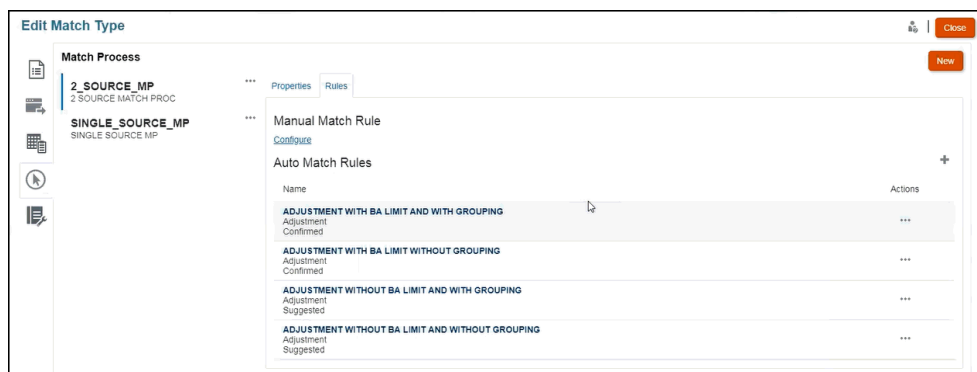 Edit Match Type
Close
Match Process
New
2_SOURCE_MP
2 SOURCE MATCH PROC
SINGLE_SOURCE_MP
SINGLE SOURCE MP
Properties Rules
Manual Match Rule
Configure
Auto Match Rules
Name Actions
ADJUSTMENT WITH BA LIMIT AND WITH GROUPING
Adjustment
Confirmed
ADJUSTMENT WITH BA LIMIT WITHOUT GROUPING
Adjustment
Confirmed
ADJUSTMENT WITHOUT BA LIMIT AND WITH GROUPING
Adjustment
Suggested
ADJUSTMENT WITHOUT BA LIMIT AND WITHOUT GROUPING
Adjustment
Suggested